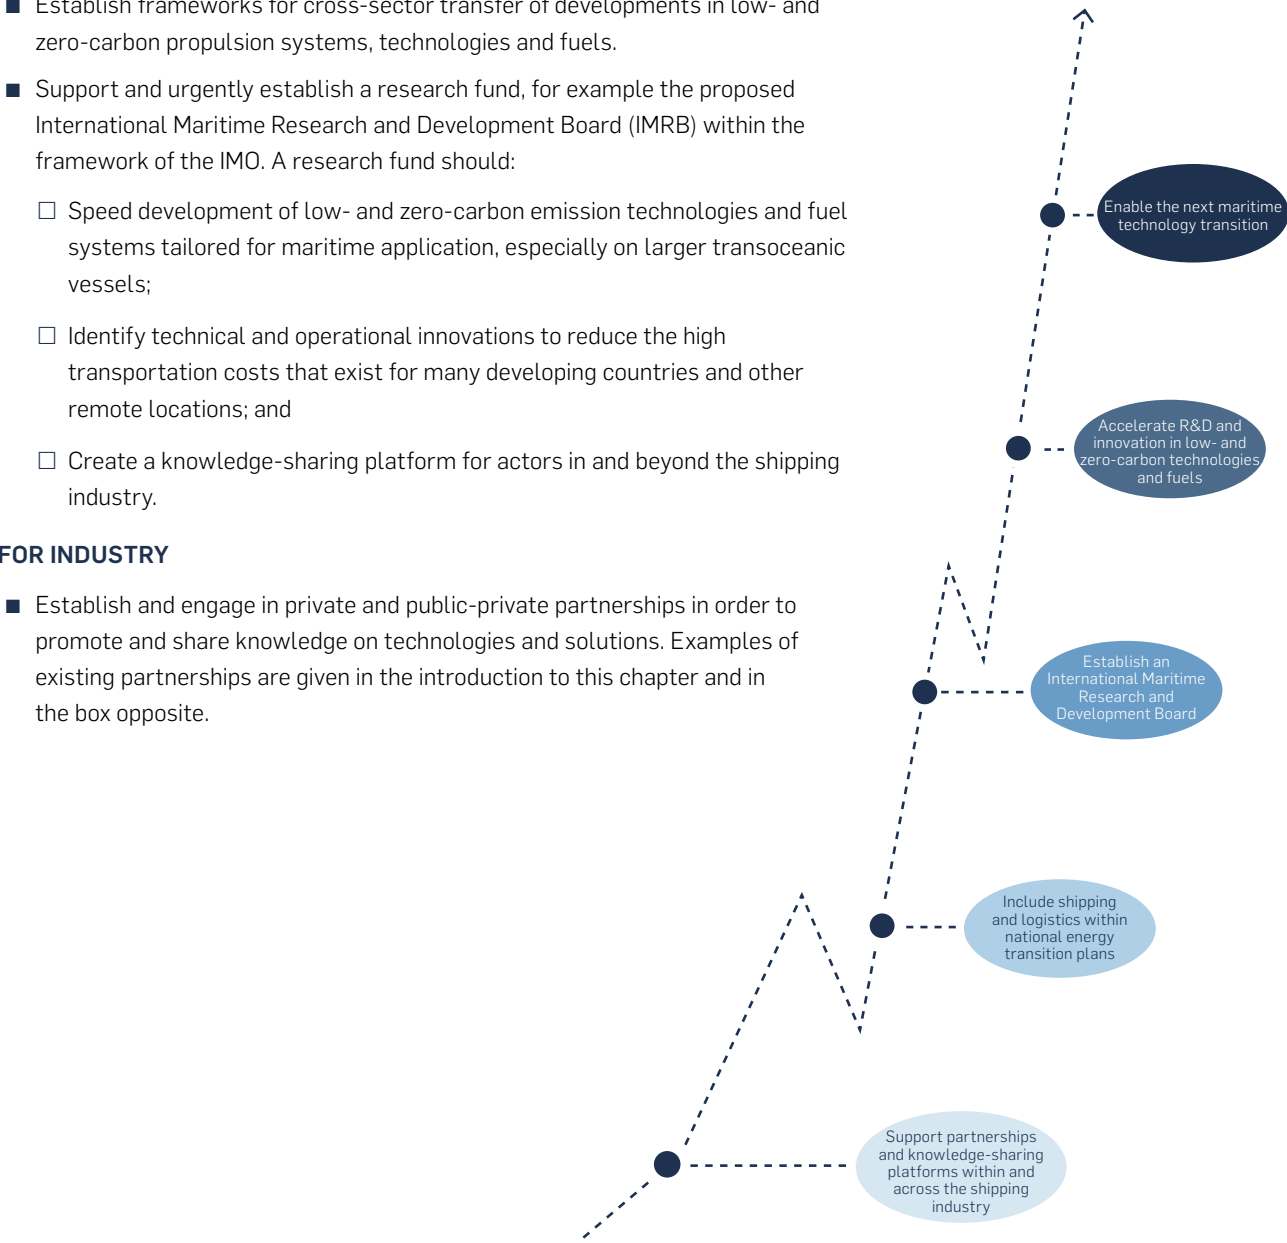 ■ Establish frameworks for cross-sector transfer of developments in low- and
zero-carbon propulsion systems, technologies and fuels.
■ Support and urgently establish a research fund, for example the proposed
International Maritime Research and Development Board (IMRB) within the
framework of the IMO. A research fund should:
□ Speed development of low- and zero-carbon emission technologies and fuel
systems tailored for maritime application, especially on larger transoceanic
vessels;
□ Identify technical and operational innovations to reduce the high
transportation costs that exist for many developing countries and other
remote locations; and
□ Create a knowledge-sharing platform for actors in and beyond the shipping
industry.
FOR INDUSTRY
■ Establish and engage in private and public-private partnerships in order to
promote and share knowledge on technologies and solutions. Examples of
existing partnerships are given in the introduction to this chapter and in
the box opposite.
Enable the next maritime
technology transition
Accelerate R&D and
innovation in low- and
zero-carbon technologies
and fuels
Establish an
International Maritime
Research and
Development Board
Include shipping
and logistics within
national energy
transition plans
Support partnerships
and knowledge-sharing
platforms within and
across the shipping
industry